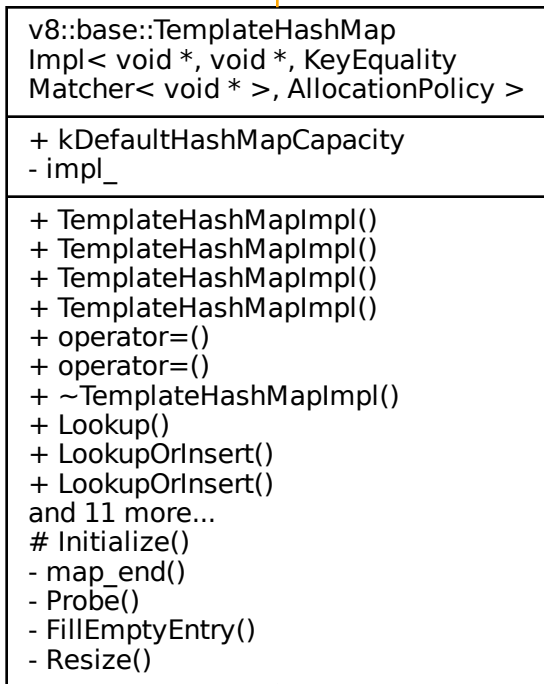 v8::base::TemplateHashMap
Impl< void *, void *, KeyEquality
Matcher< void * >, AllocationPolicy >
+ kDefaultHashMapCapacity
- impl_
+ TemplateHashMapImpl()
+ TemplateHashMapImpl()
+ TemplateHashMapImpl()
+ TemplateHashMapImpl()
+ operator=()
+ operator=()
+ ~TemplateHashMapImpl()
+ Lookup()
+ LookupOrInsert()
+ LookupOrInsert()
and 11 more...
# Initialize()
- map_end()
- Probe()
- FillEmptyEntry()
- Resize()